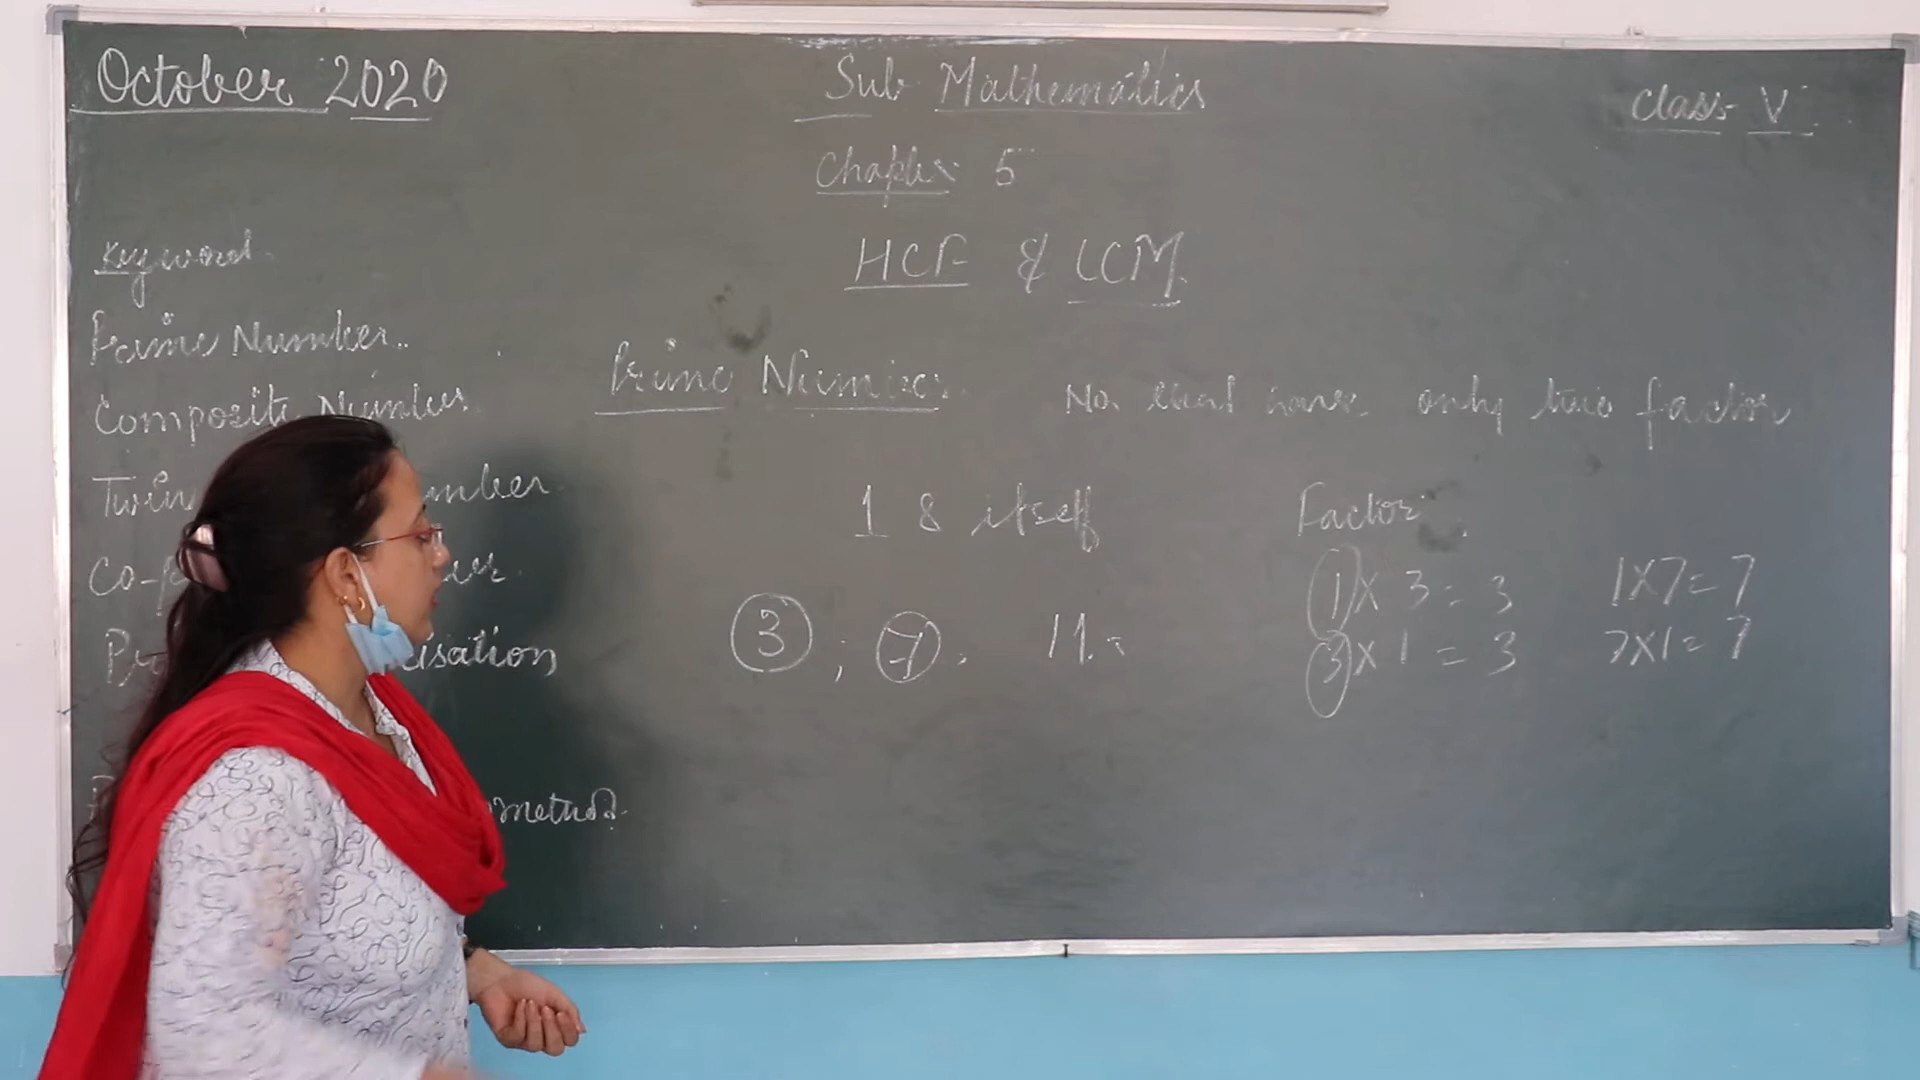 October 2020
Sub Mathematics
Class V
Chapter 5
HCF & LCM
Keyword
Prime Number.
Composite Number
Twin
Co-p
isation
method.
Prime Number.
No. that have only two factor
1 & itself
3 ; 7, 11.
Factor
1 X 3 = 3
3 X 1 = 3
1X7=7
7X1=7